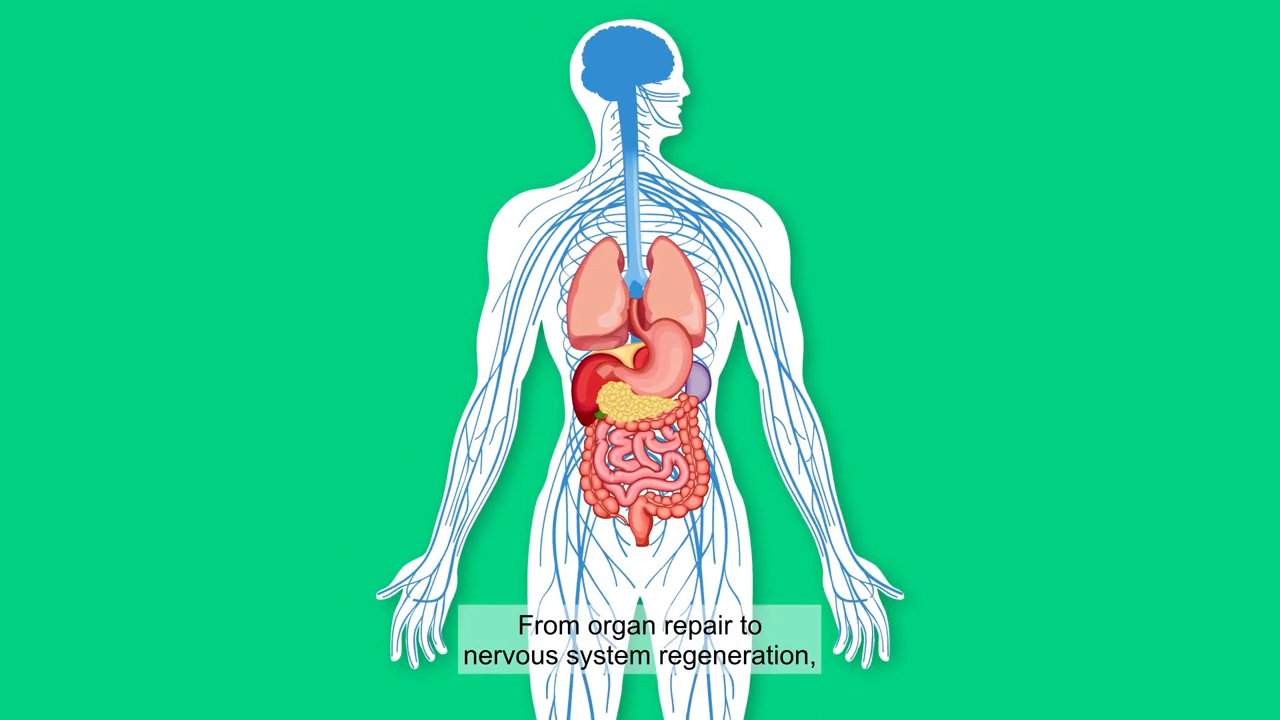 From organ repair to
nervous system regeneration,